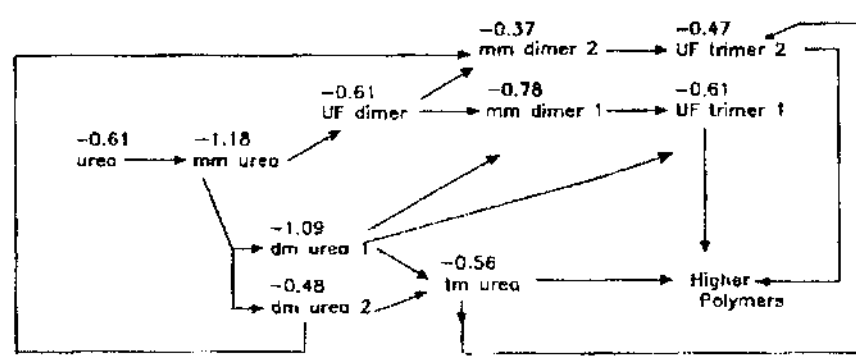 -0.37
mm dimer 2
-0.47
UF trimer 2
-0.61
UF dimer
-0.78
mm dimer 1
-0.61
UF trimer 1
-0.61
urea
-1.18
mm urea
-1.09
dm urea 1
-0.48
dm urea 2
-0.56
tm urea
Higher
Polymers